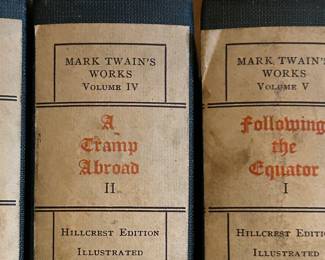 MARK TWAIN'S
WORKS
VOLUME IV
A
Tramp
Abroad
II
HILLCREST EDITION
ILLUSTRATED
MARK TWAIN'S
WORKS
VOLUME V
Following
the
Equator
I
HILLCREST EDITION
ILLUSTRATED